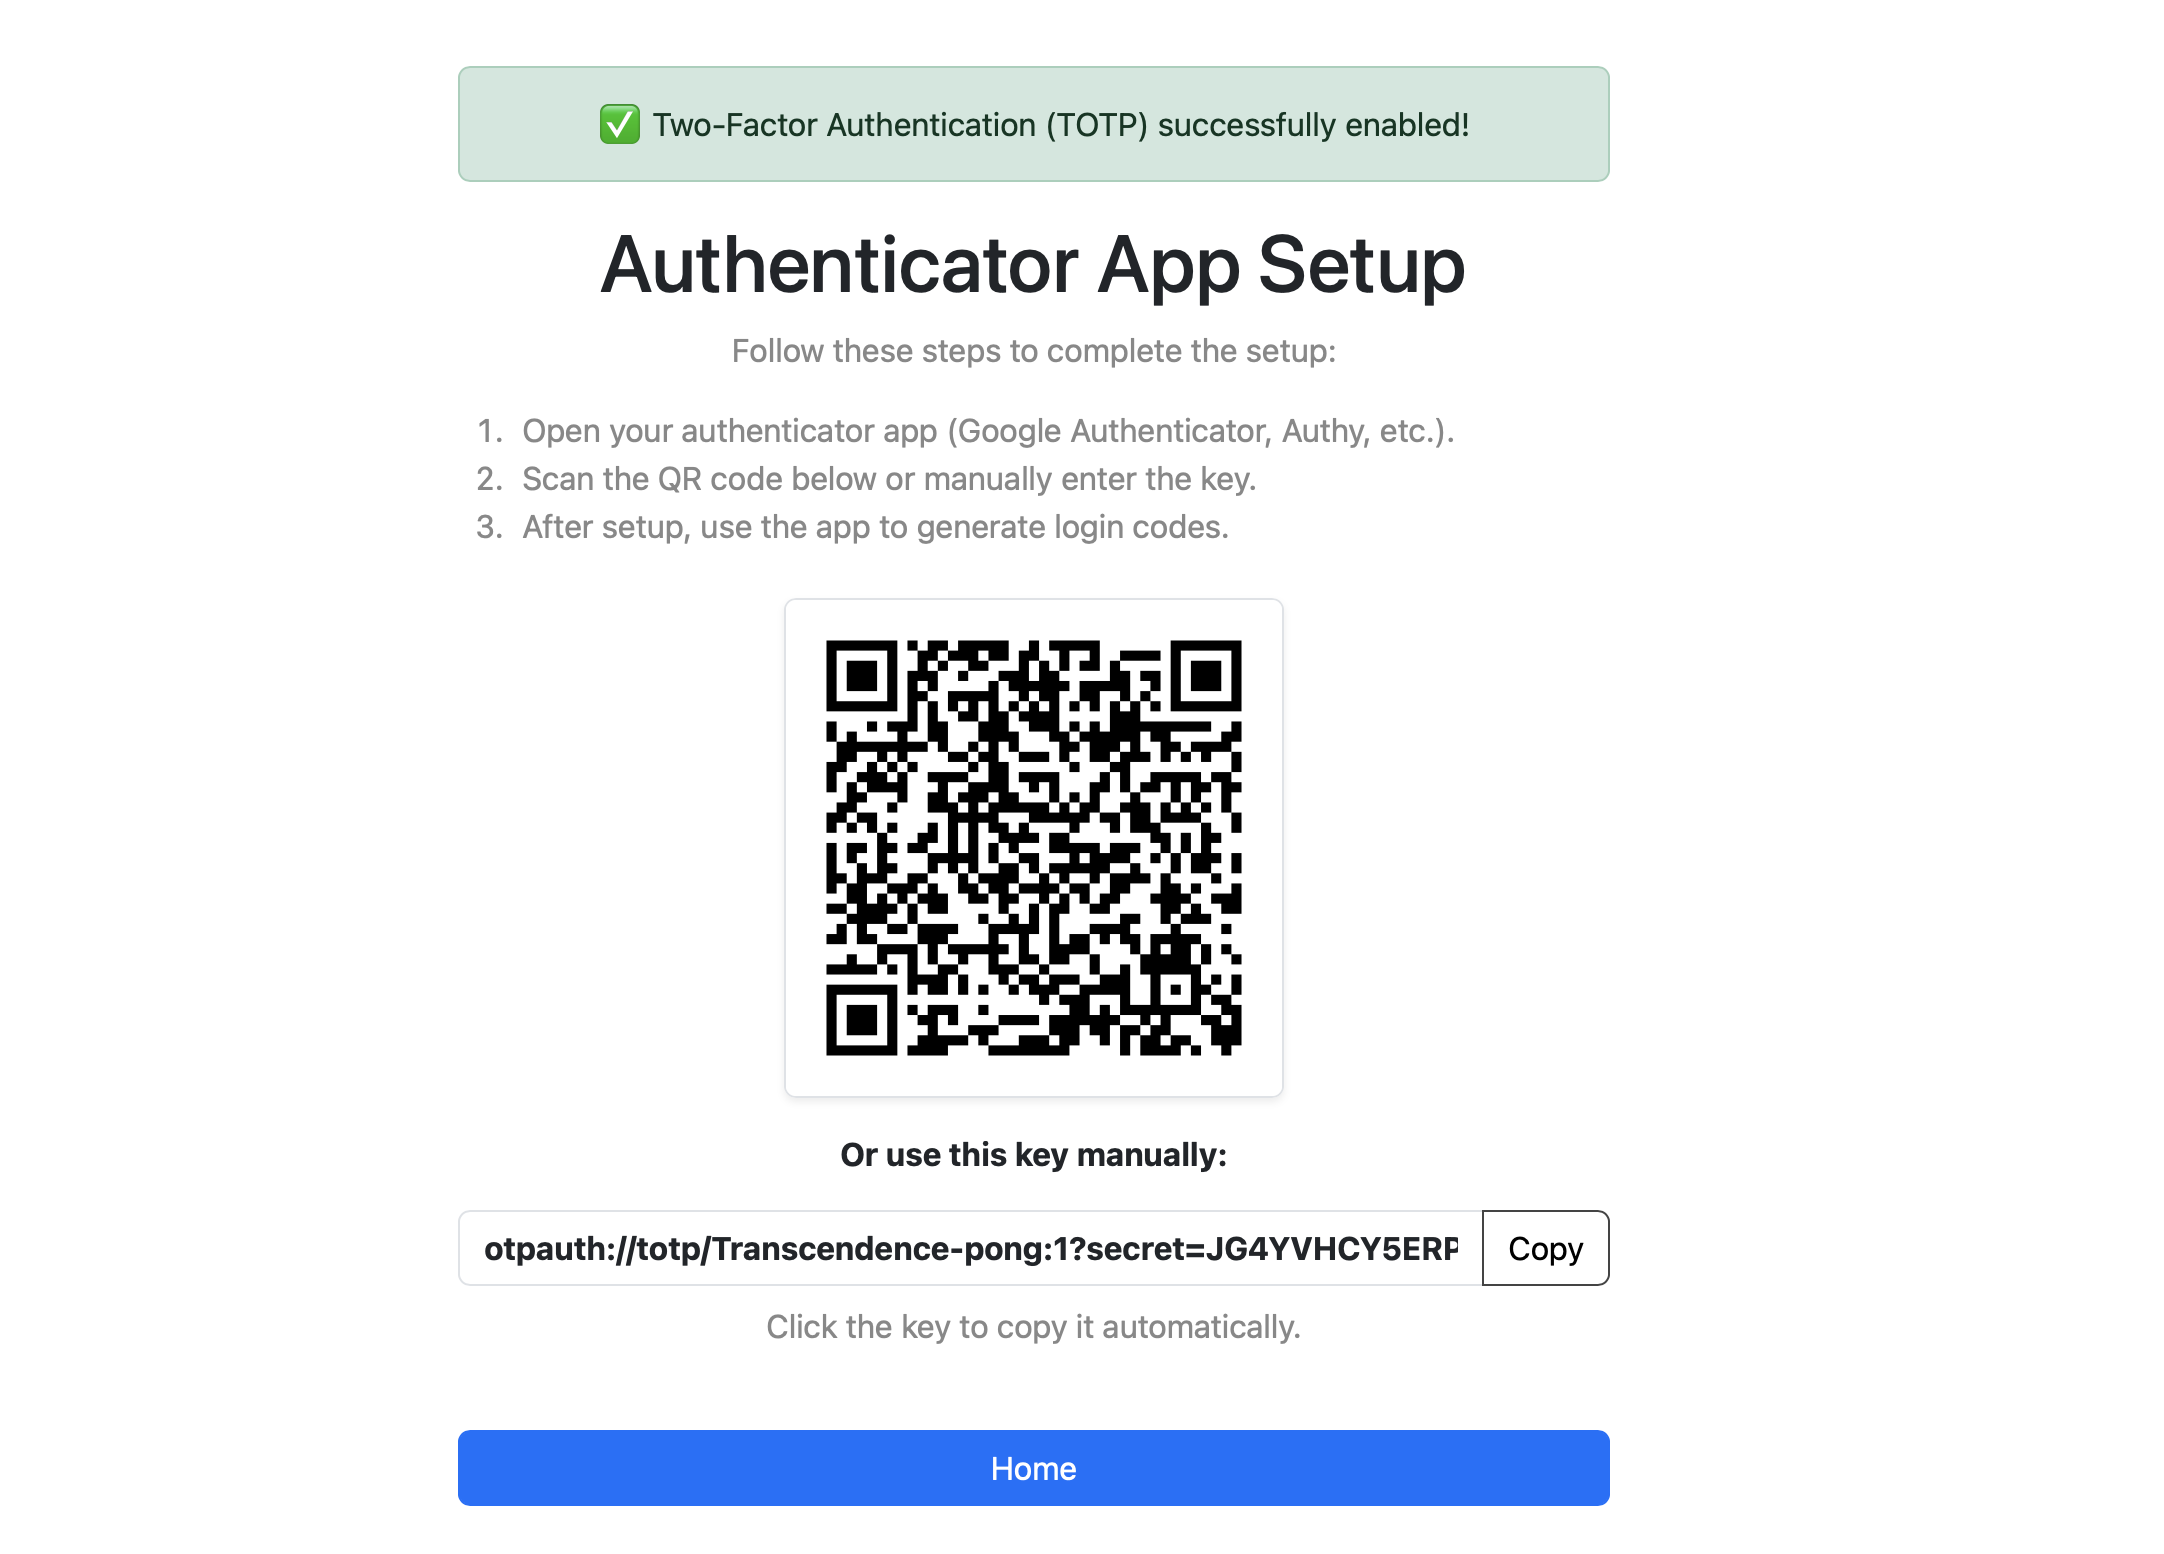 ✅ Two-Factor Authentication (TOTP) successfully enabled!
Authenticator App Setup
Follow these steps to complete the setup:
1. Open your authenticator app (Google Authenticator, Authy, etc.).
2. Scan the QR code below or manually enter the key.
3. After setup, use the app to generate login codes.
Or use this key manually:
otpauth://totp/Transcendence-pong:1?secret=JG4YVHCY5ERP
Copy
Click the key to copy it automatically.
Home